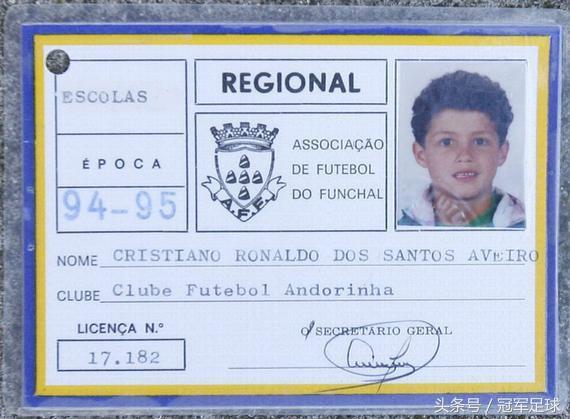 ESCOLAS
ÉPOCA
94-95
REGIONAL
A.F.F.
ASSOCIAÇÃO
DE FUTEBOL
DO FUNCHAL
NOME CRISTIANO RONALDO DOS SANTOS AVEIRO
CLUBE Clube Futebol Andorinha
LICENÇA N.º
17.182
O SECRETÁRIO GERAL
头条号 / 冠军足球